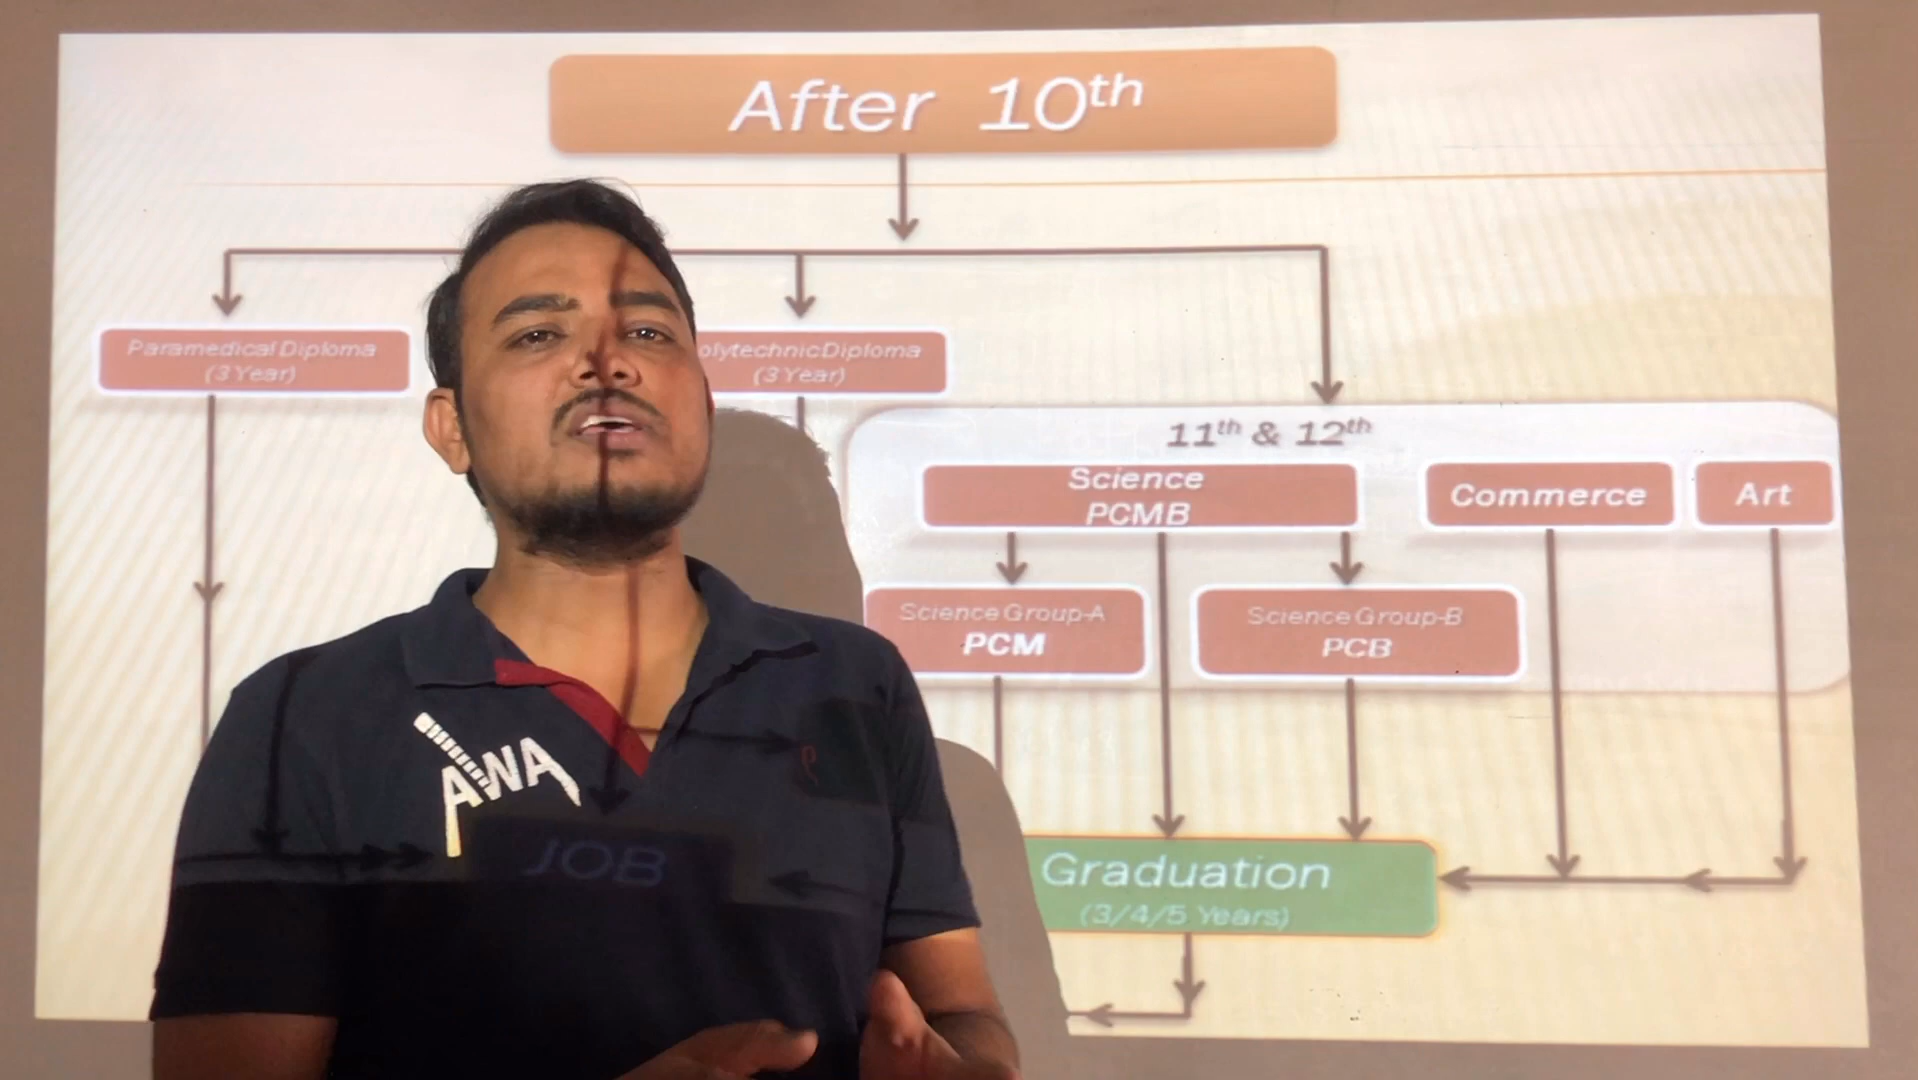 After 10th
Paramedical Diploma
(3 Year)
olytechnic Diploma
(3 Year)
11th & 12th
Science
PCMB
Commerce
Art
Science Group-A
PCM
Science Group-B
PCB
AWA
JOB
Graduation
(3/4/5 Years)